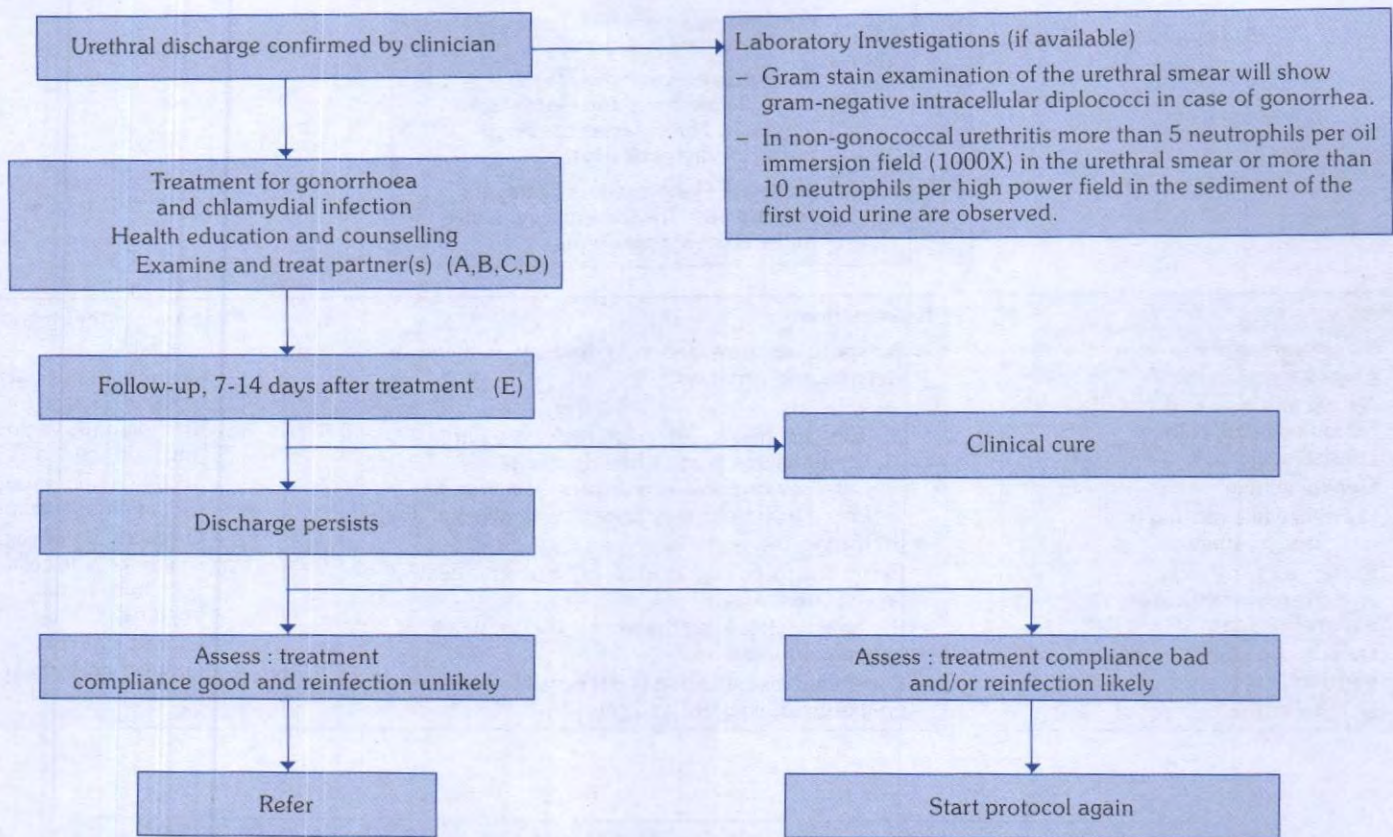 Urethral discharge confirmed by clinician
Laboratory Investigations (if available)
– Gram stain examination of the urethral smear will show
gram-negative intracellular diplococci in case of gonorrhea.
– In non-gonococcal urethritis more than 5 neutrophils per oil
immersion field (1000X) in the urethral smear or more than
10 neutrophils per high power field in the sediment of the
first void urine are observed.
Treatment for gonorrhoea
and chlamydial infection
Health education and counselling
Examine and treat partner(s) (A,B,C,D)
Follow-up, 7-14 days after treatment (E)
Clinical cure
Discharge persists
Assess : treatment
compliance good and reinfection unlikely
Assess : treatment compliance bad
and/or reinfection likely
Refer
Start protocol again